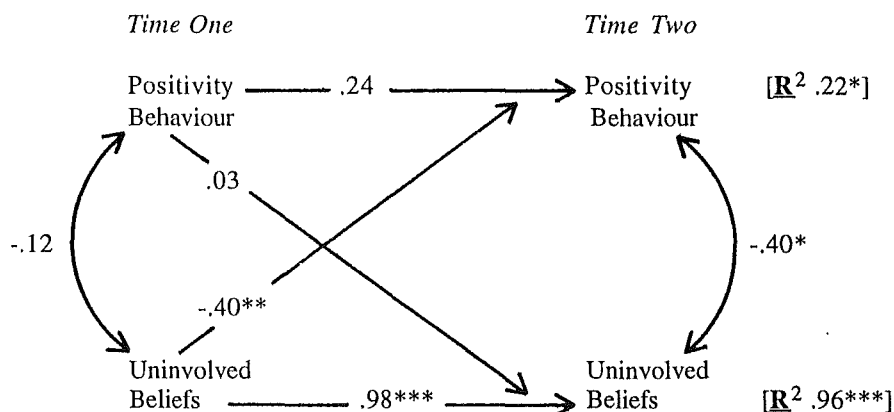 Time One Time Two
Positivity .24 Positivity [R² .22*]
Behaviour Behaviour
.03
-.12 -.40*
-.40**
Uninvolved Uninvolved
Beliefs .98*** Beliefs [R² .96***]